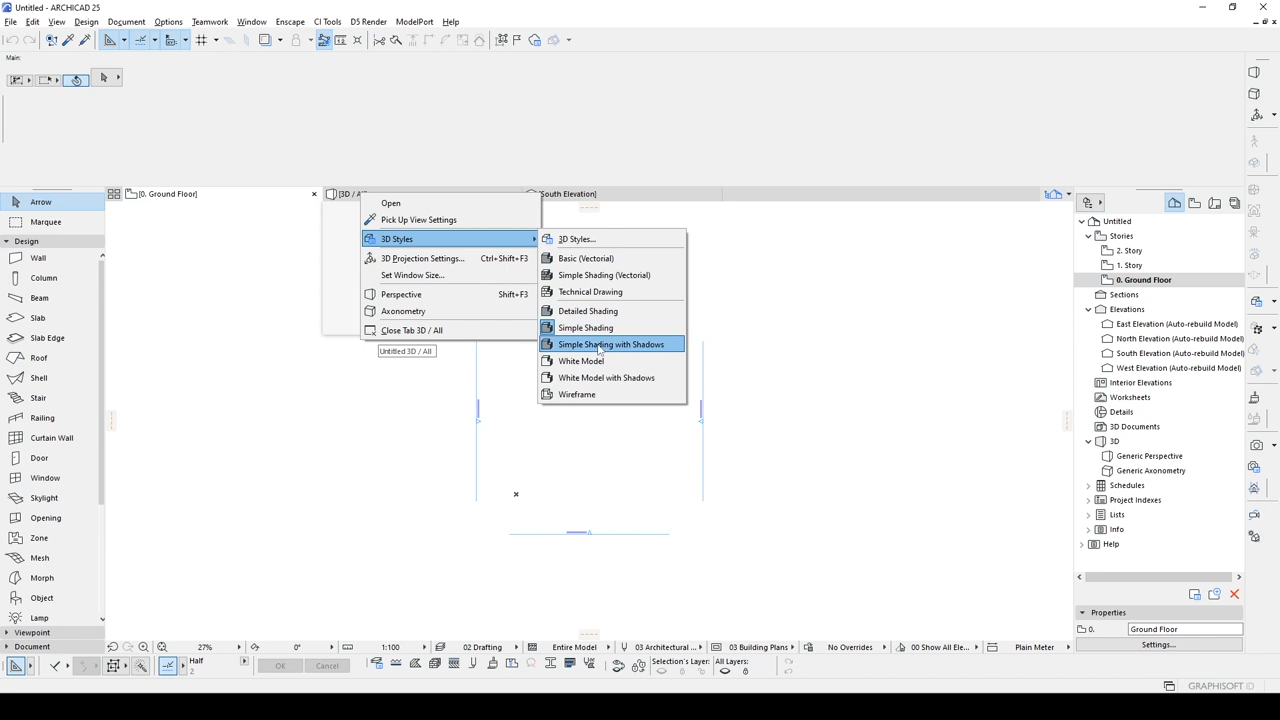 Untitled - ARCHICAD 25
File Edit View Design Document Options Teamwork Window Enscape CI Tools D5 Render ModelPort Help
Main:
[0. Ground Floor] [3D / All] [South Elevation]
Arrow
Marquee
Design
Wall
Column
Beam
Slab
Slab Edge
Roof
Shell
Stair
Railing
Curtain Wall
Door
Window
Skylight
Opening
Zone
Mesh
Morph
Object
Lamp
Viewpoint
Document
Open
Pick Up View Settings
3D Styles
3D Projection Settings... Ctrl+Shift+F3
Set Window Size...
Perspective Shift+F3
Axonometry
Close Tab 3D / All
Untitled 3D / All
3D Styles...
Basic (Vectorial)
Simple Shading (Vectorial)
Technical Drawing
Detailed Shading
Simple Shading
Simple Shading with Shadows
White Model
White Model with Shadows
Wireframe
Untitled
Stories
2. Story
1. Story
0. Ground Floor
Sections
Elevations
East Elevation (Auto-rebuild Model)
North Elevation (Auto-rebuild Model)
South Elevation (Auto-rebuild Model)
West Elevation (Auto-rebuild Model)
Interior Elevations
Worksheets
Details
3D Documents
3D
Generic Perspective
Generic Axonometry
Schedules
Project Indexes
Lists
Info
Help
Properties
0. Ground Floor
Settings...
27% 0° 1:100 02 Drafting Entire Model 03 Architectural ... 03 Building Plans No Overrides 00 Show All Ele... Plain Meter
Half
2
OK Cancel
Selection's Layer: All Layers:
GRAPHISOFT ID